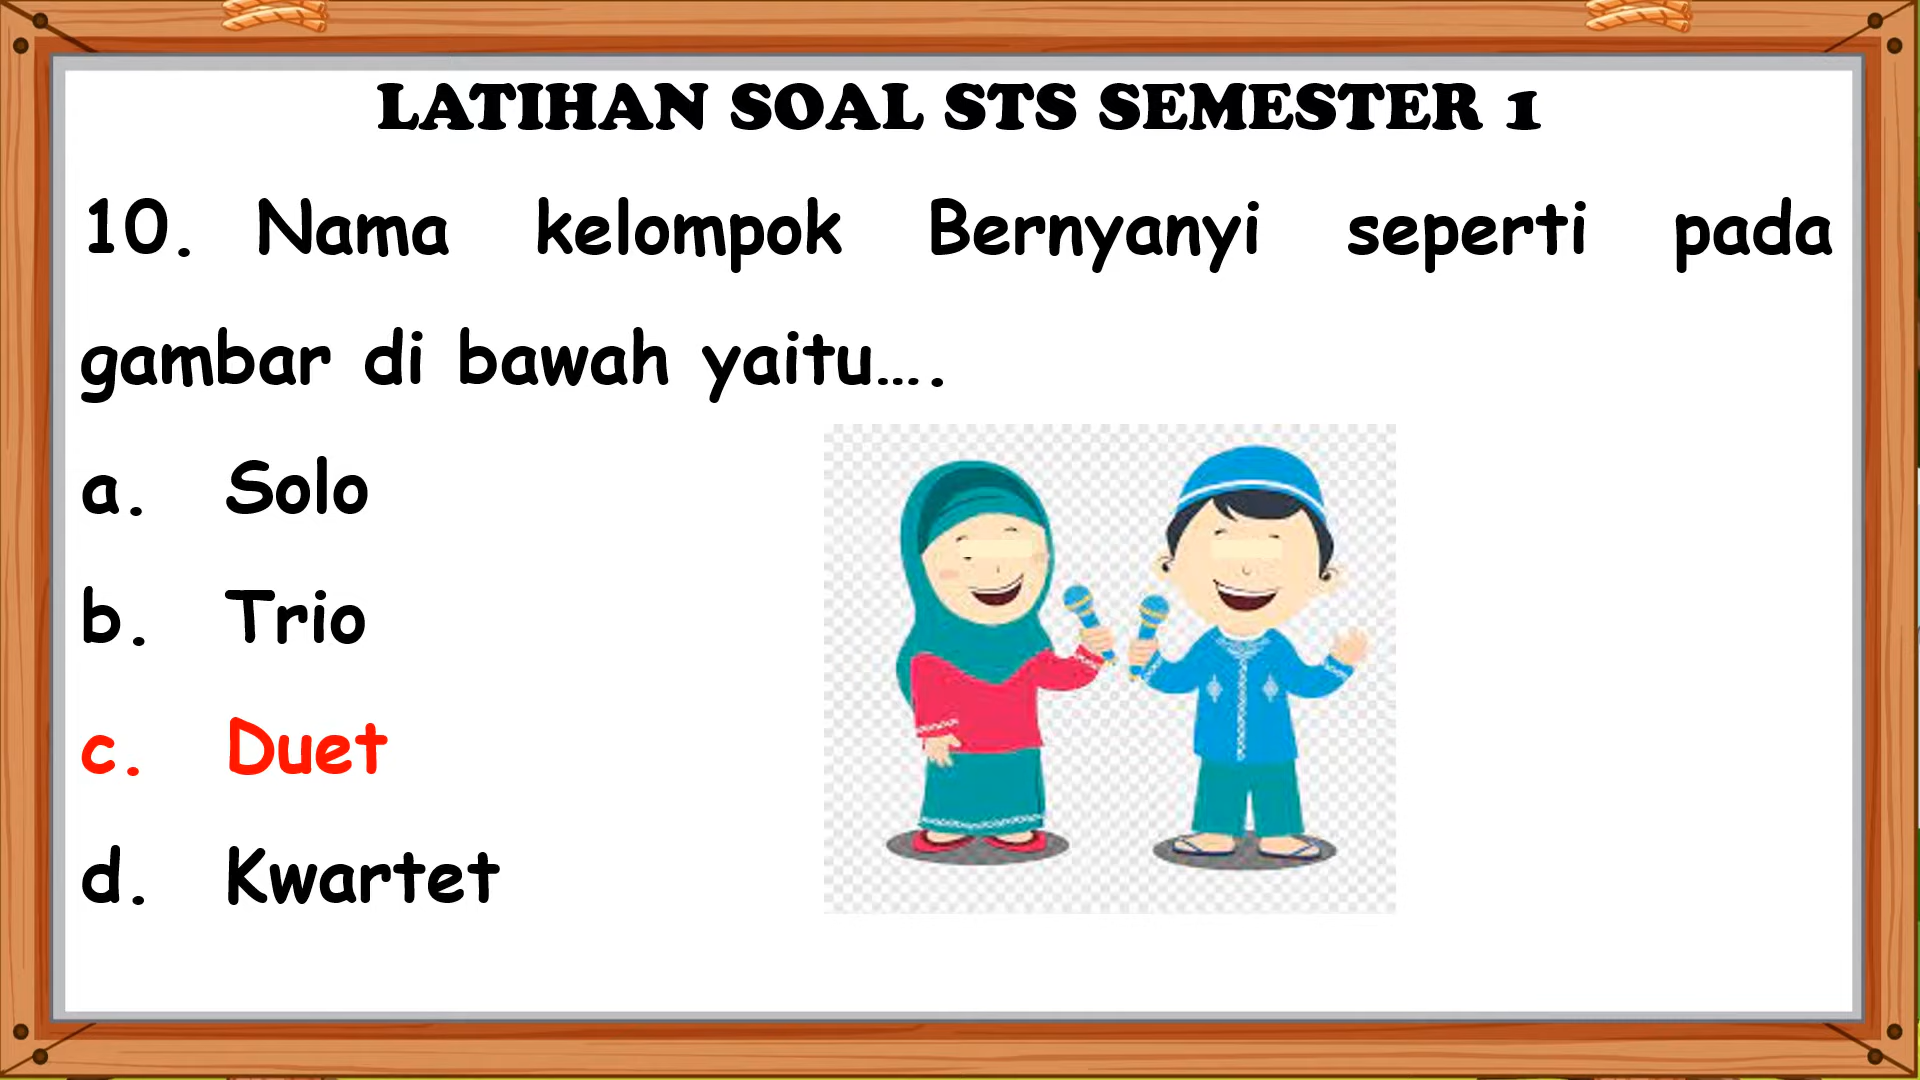 LATIHAN SOAL STS SEMESTER 1
10. Nama kelompok Bernyanyi seperti pada
gambar di bawah yaitu….
a. Solo
b. Trio
c. Duet
d. Kwartet